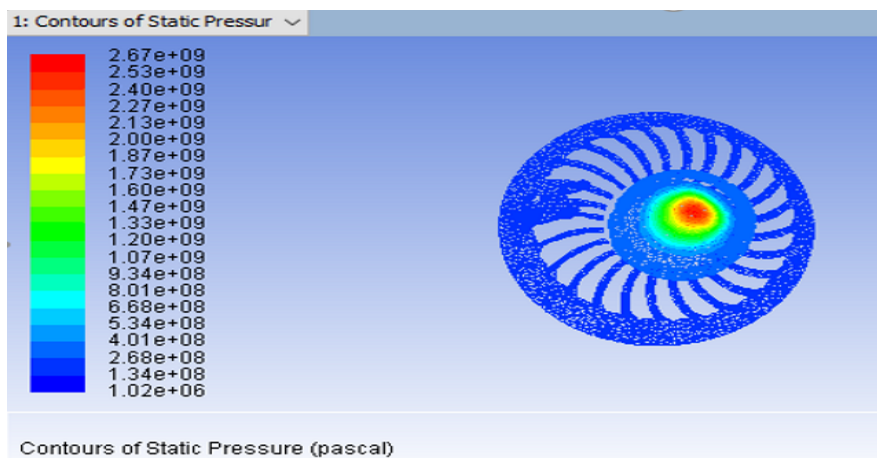 1: Contours of Static Pressur
2.67e+09
2.53e+09
2.40e+09
2.27e+09
2.13e+09
2.00e+09
1.87e+09
1.73e+09
1.60e+09
1.47e+09
1.33e+09
1.20e+09
1.07e+09
9.34e+08
8.01e+08
6.68e+08
5.34e+08
4.01e+08
2.68e+08
1.34e+08
1.02e+06
Contours of Static Pressure (pascal)